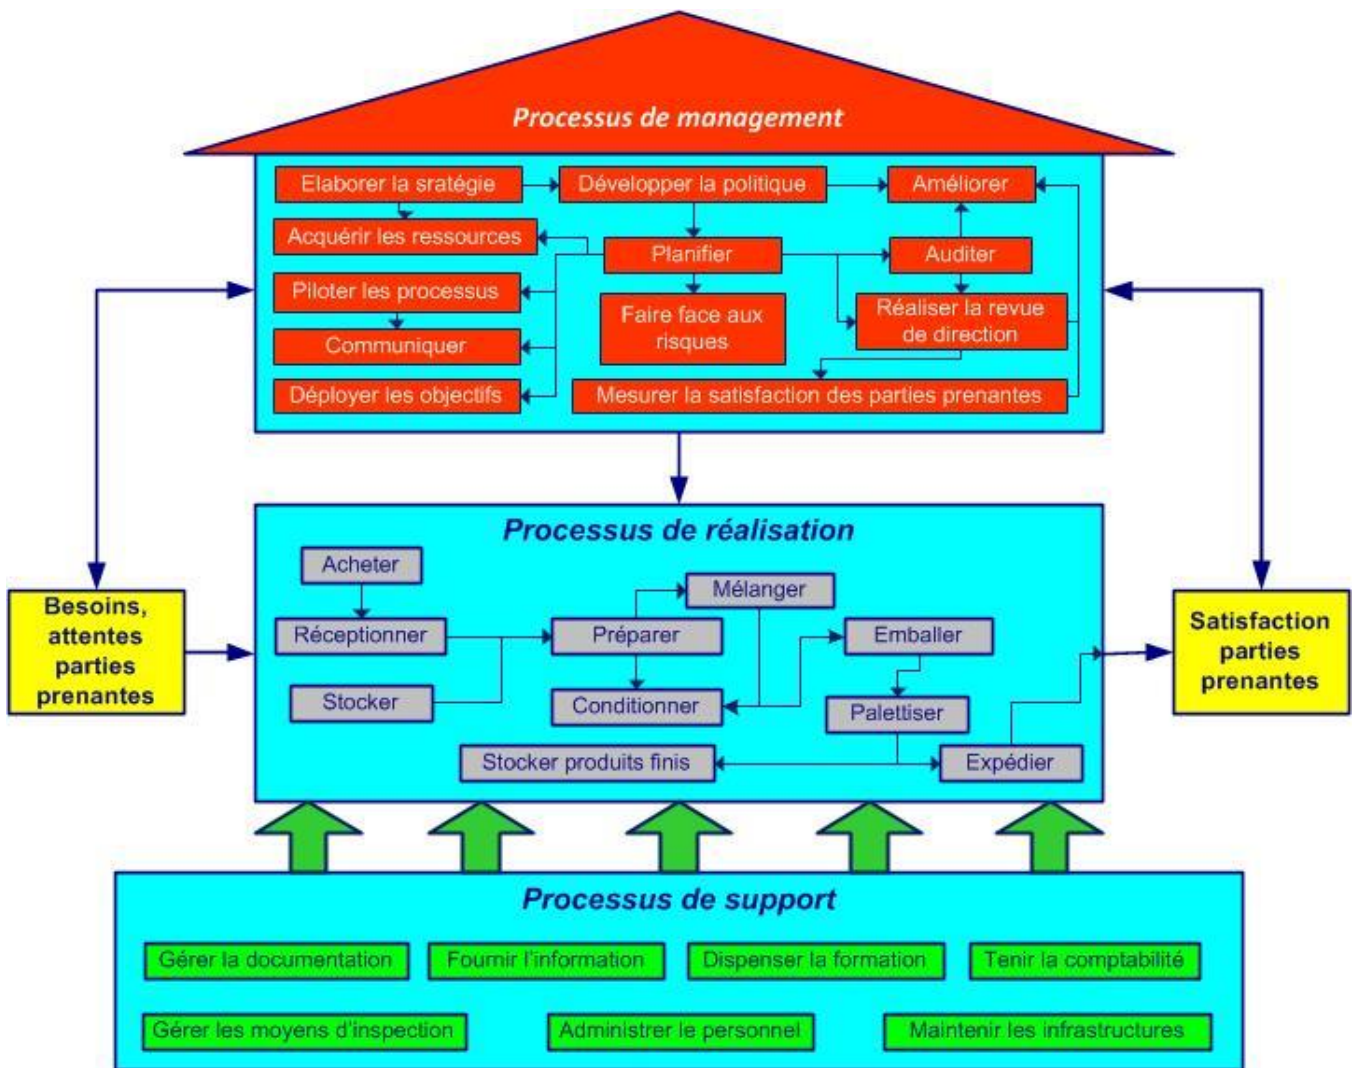 Processus de management
Elaborer la sratégie
Développer la politique
Améliorer
Acquérir les ressources
Planifier
Auditer
Piloter les processus
Faire face aux
risques
Réaliser la revue
de direction
Communiquer
Déployer les objectifs
Mesurer la satisfaction des parties prenantes
Processus de réalisation
Acheter
Mélanger
Réceptionner
Préparer
Emballer
Stocker
Conditionner
Palettiser
Stocker produits finis
Expédier
Besoins,
attentes
parties
prenantes
Satisfaction
parties
prenantes
Processus de support
Gérer la documentation
Fournir l'information
Dispenser la formation
Tenir la comptabilité
Gérer les moyens d'inspection
Administrer le personnel
Maintenir les infrastructures